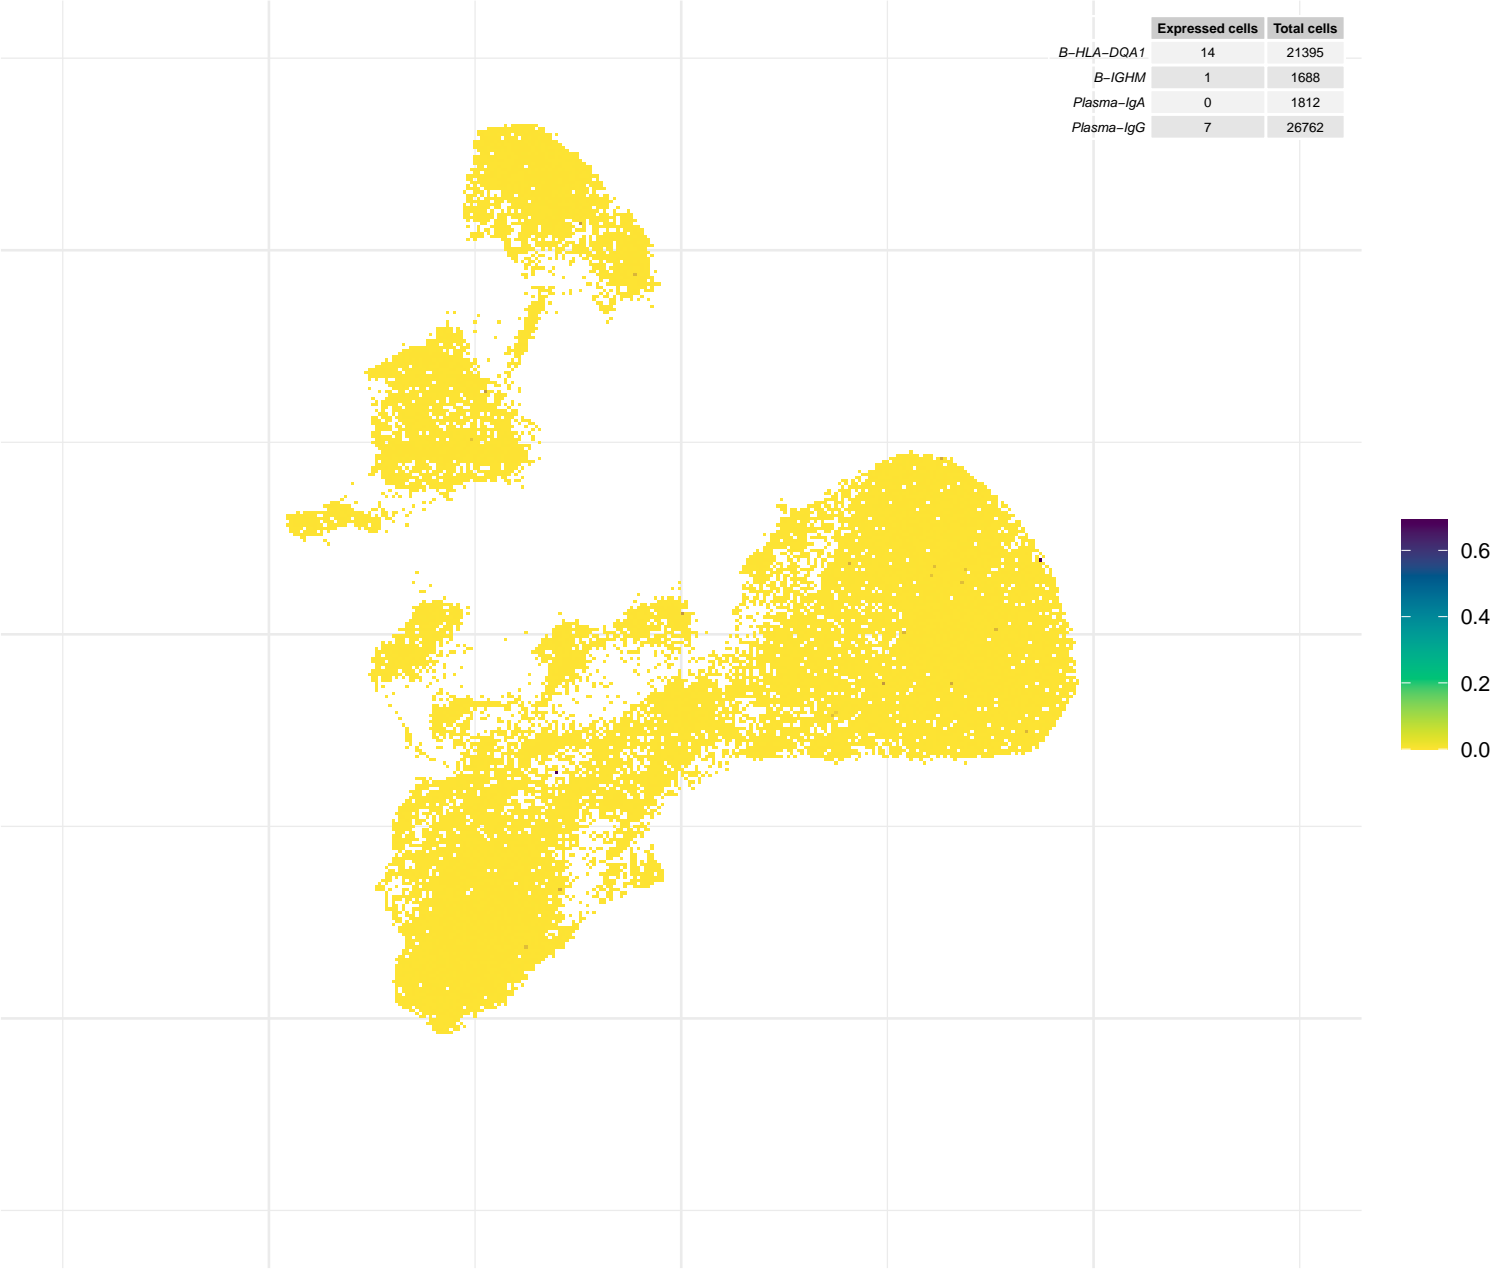 Expressed cells Total cells
B−HLA−DQA1 14 21395
B−IGHM 1 1688
Plasma−IgA 0 1812
Plasma−IgG 7 26762
0.6
0.4
0.2
0.0